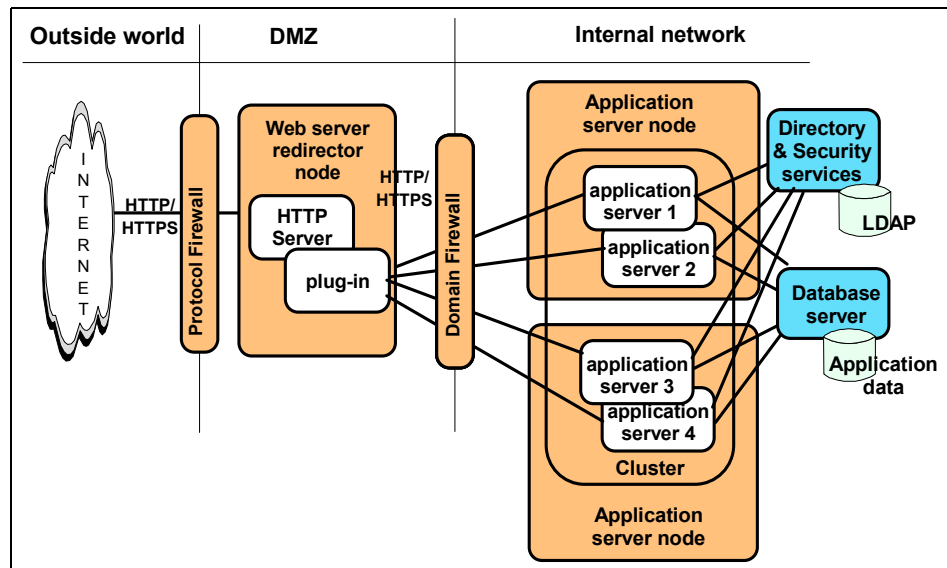 Outside world
DMZ
Internal network
INTERNET
HTTP/
HTTPS
Protocol Firewall
Web server
redirector
node
HTTP
Server
plug-in
HTTP/
HTTPS
Domain Firewall
Application
server node
application
server 1
application
server 2
application
server 3
application
server 4
Cluster
Application
server node
Directory
& Security
services
LDAP
Database
server
Application
data